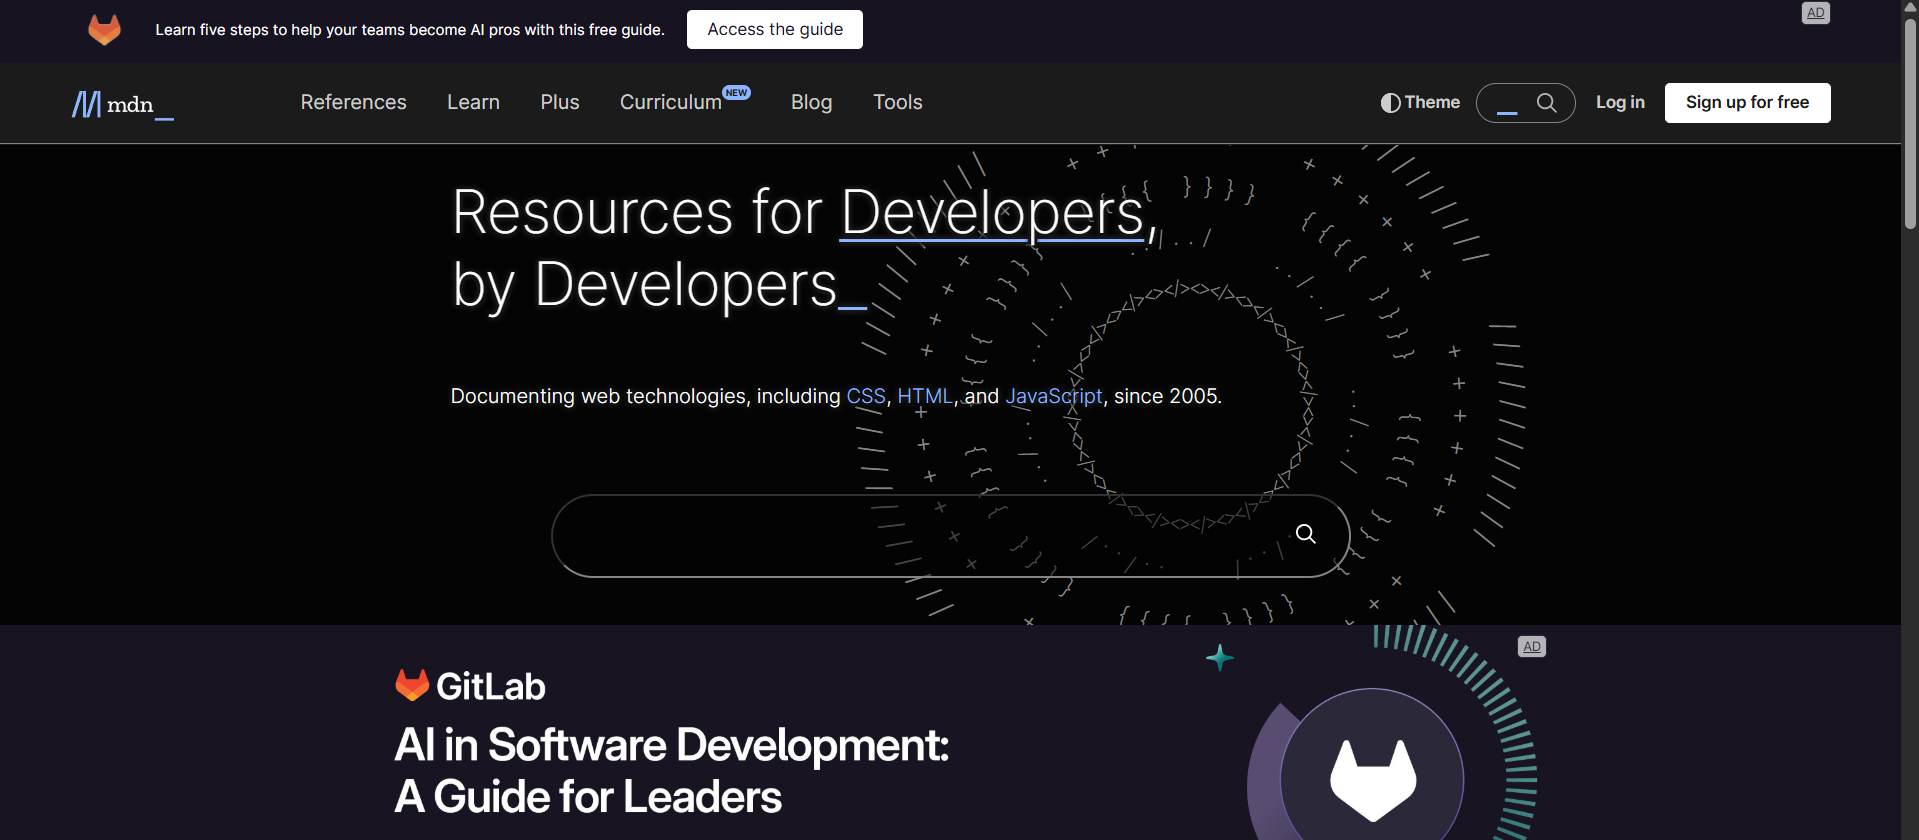 Learn five steps to help your teams become AI pros with this free guide.
Access the guide
AD
mdn_
References
Learn
Plus
Curriculum NEW
Blog
Tools
Theme
Log in
Sign up for free
Resources for Developers,
by Developers_
Documenting web technologies, including CSS, HTML, and JavaScript, since 2005.
AD
GitLab
AI in Software Development:
A Guide for Leaders